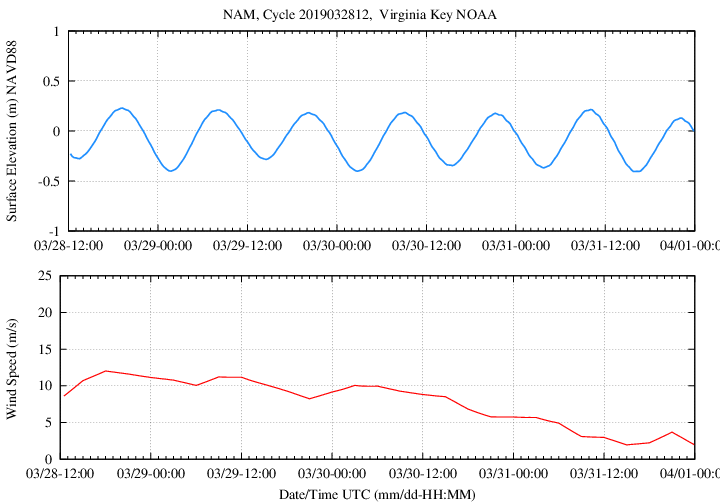 NAM, Cycle 2019032812,  Virginia Key NOAA
Surface Elevation (m) NAVD88
1
0.5
0
-0.5
-1
03/28-12:00 03/29-00:00 03/29-12:00 03/30-00:00 03/30-12:00 03/31-00:00 03/31-12:00 04/01-00:0
Wind Speed (m/s)
25
20
15
10
5
0
03/28-12:00 03/29-00:00 03/29-12:00 03/30-00:00 03/30-12:00 03/31-00:00 03/31-12:00 04/01-00:0
Date/Time UTC (mm/dd-HH:MM)